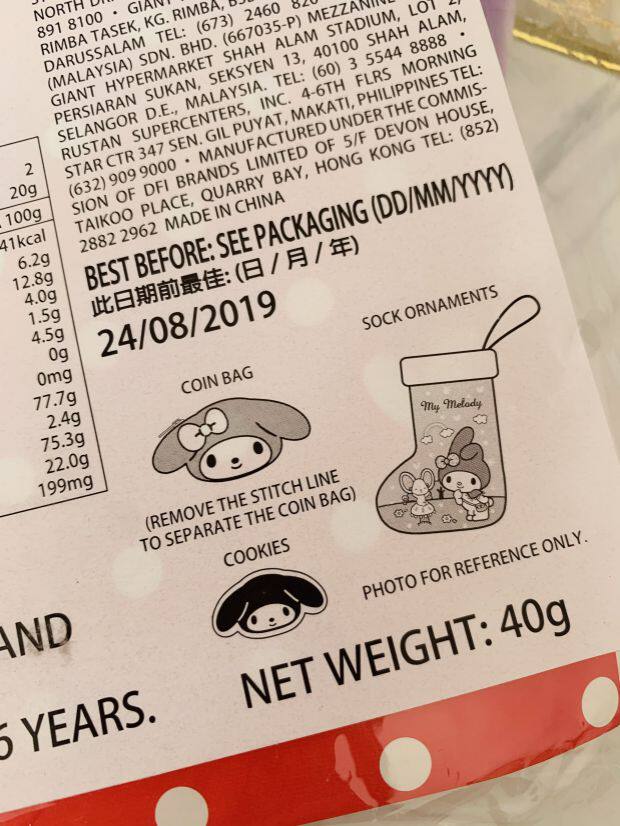 NORTH
891 8100 • GIANT
RIMBA TASEK, KG. RIMBA,
DARUSSALAM TEL: (673) 2460
(MALAYSIA) SDN. BHD. (667035-P) MEZZANINE
GIANT HYPERMARKET SHAH ALAM STADIUM, LOT 2,
PERSIARAN SUKAN, SEKSYEN 13, 40100 SHAH ALAM,
SELANGOR D.E., MALAYSIA. TEL: (60) 3 5544 8888 •
RUSTAN SUPERCENTERS, INC. 4-6TH FLRS MORNING
STAR CTR 347 SEN. GIL PUYAT, MAKATI, PHILIPPINES TEL:
(632) 909 9000 • MANUFACTURED UNDER THE COMMIS-
SION OF DFI BRANDS LIMITED OF 5/F DEVON HOUSE,
TAIKOO PLACE, QUARRY BAY, HONG KONG TEL: (852)
2882 2962 MADE IN CHINA
BEST BEFORE: SEE PACKAGING (DD/MM/YYYY)
此日期前最佳: (日 / 月 / 年)
24/08/2019
2
20g
100g
41kcal
6.2g
12.8g
4.0g
1.5g
4.5g
0g
0mg
77.7g
2.4g
75.3g
22.0g
199mg
COIN BAG
SOCK ORNAMENTS
My Melody
(REMOVE THE STITCH LINE
TO SEPARATE THE COIN BAG)
COOKIES
PHOTO FOR REFERENCE ONLY.
AND
6 YEARS.
NET WEIGHT: 40g